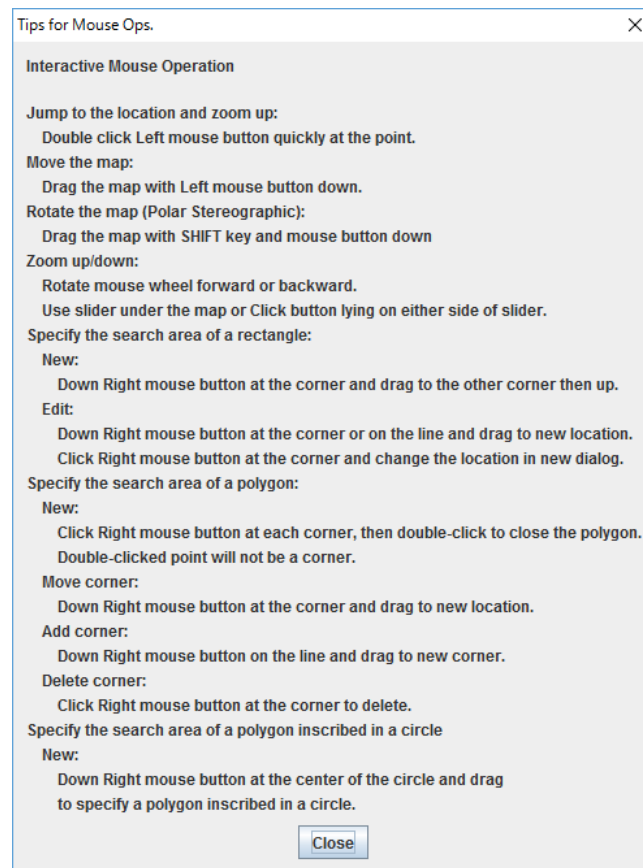 Tips for Mouse Ops.
Interactive Mouse Operation
Jump to the location and zoom up:
Double click Left mouse button quickly at the point.
Move the map:
Drag the map with Left mouse button down.
Rotate the map (Polar Stereographic):
Drag the map with SHIFT key and mouse button down
Zoom up/down:
Rotate mouse wheel forward or backward.
Use slider under the map or Click button lying on either side of slider.
Specify the search area of a rectangle:
New:
Down Right mouse button at the corner and drag to the other corner then up.
Edit:
Down Right mouse button at the corner or on the line and drag to new location.
Click Right mouse button at the corner and change the location in new dialog.
Specify the search area of a polygon:
New:
Click Right mouse button at each corner, then double-click to close the polygon.
Double-clicked point will not be a corner.
Move corner:
Down Right mouse button at the corner and drag to new location.
Add corner:
Down Right mouse button on the line and drag to new corner.
Delete corner:
Click Right mouse button at the corner to delete.
Specify the search area of a polygon inscribed in a circle
New:
Down Right mouse button at the center of the circle and drag
to specify a polygon inscribed in a circle.
Close